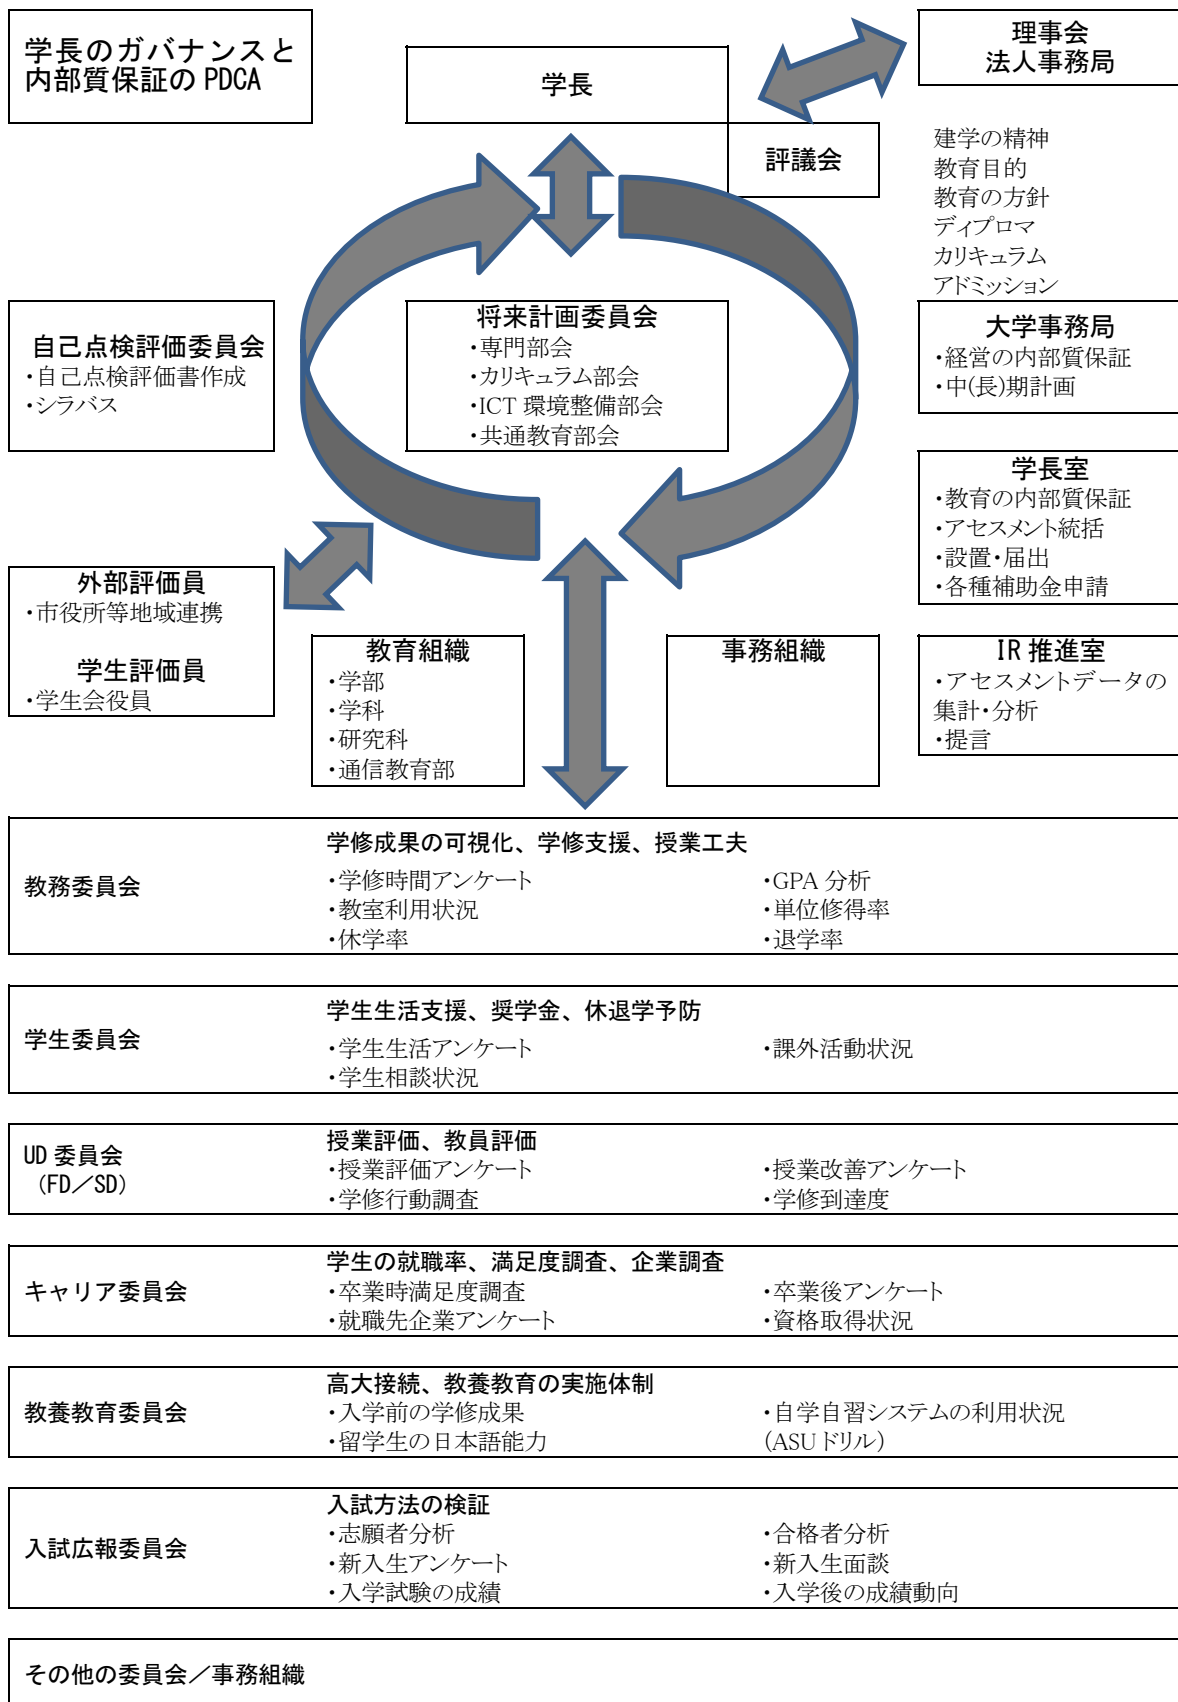 学長のガバナンスと
内部質保証の PDCA
学長
評議会
理事会
法人事務局
建学の精神
教育目的
教育の方針
ディプロマ
カリキュラム
アドミッション
自己点検評価委員会
・自己点検評価書作成
・シラバス
将来計画委員会
・専門部会
・カリキュラム部会
・ICT 環境整備部会
・共通教育部会
大学事務局
・経営の内部質保証
・中(長)期計画
学長室
・教育の内部質保証
・アセスメント統括
・設置・届出
・各種補助金申請
外部評価員
・市役所等地域連携
学生評価員
・学生会役員
教育組織
・学部
・学科
・研究科
・通信教育部
事務組織
IR 推進室
・アセスメントデータの
集計・分析
・提言
教務委員会
学修成果の可視化、学修支援、授業工夫
・学修時間アンケート
・GPA 分析
・教室利用状況
・単位修得率
・休学率
・退学率
学生委員会
学生生活支援、奨学金、休退学予防
・学生生活アンケート
・課外活動状況
・学生相談状況
UD 委員会
（FD／SD）
授業評価、教員評価
・授業評価アンケート
・授業改善アンケート
・学修行動調査
・学修到達度
キャリア委員会
学生の就職率、満足度調査、企業調査
・卒業時満足度調査
・卒業後アンケート
・就職先企業アンケート
・資格取得状況
教養教育委員会
高大接続、教養教育の実施体制
・入学前の学修成果
・自学自習システムの利用状況
・留学生の日本語能力
（ASU ドリル）
入試広報委員会
入試方法の検証
・志願者分析
・合格者分析
・新入生アンケート
・新入生面談
・入学試験の成績
・入学後の成績動向
その他の委員会／事務組織